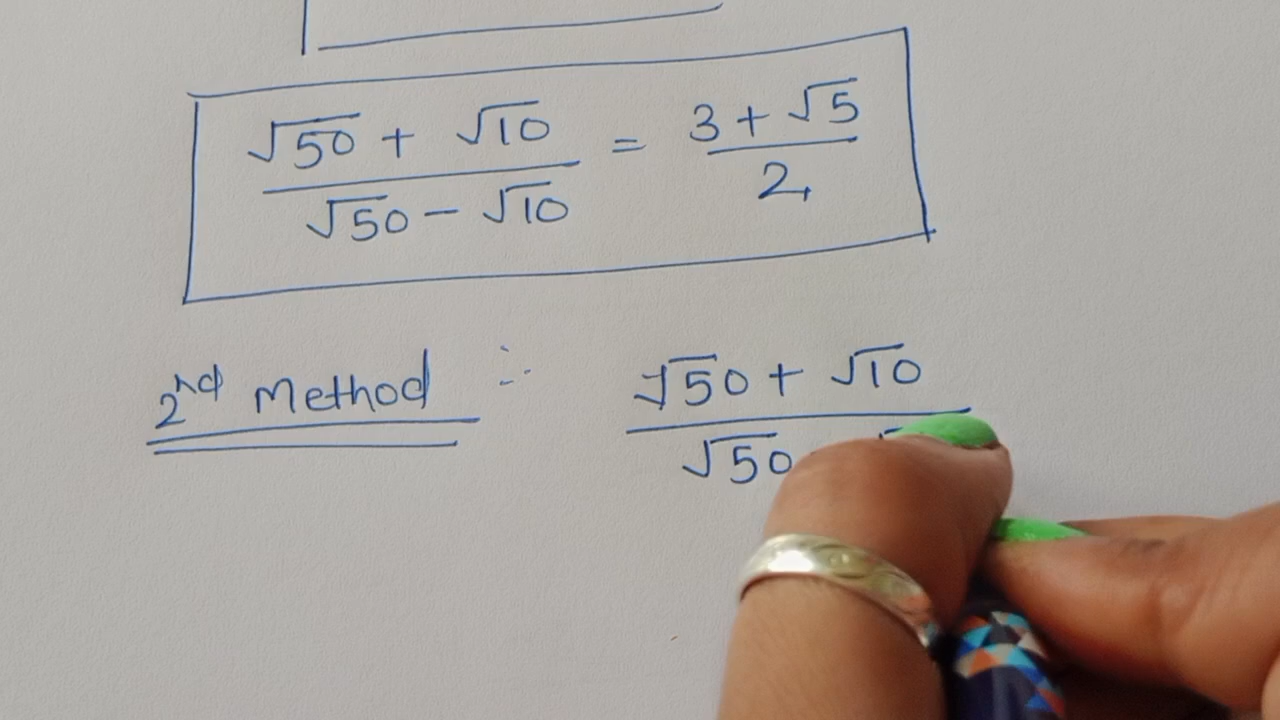 √50 + √10 / √50 - √10 = 3 + √5 / 2
2nd Method : √50 + √10 / √50